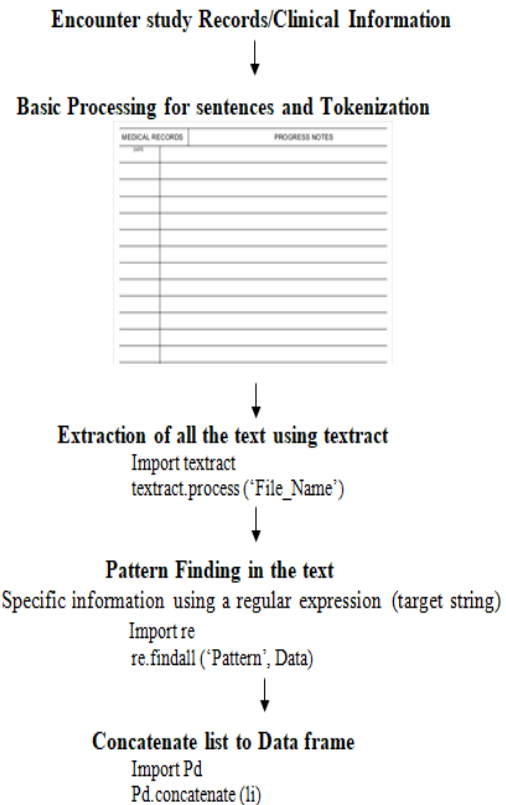 Encounter study Records/Clinical Information
Basic Processing for sentences and Tokenization
MEDICAL RECORDS PROGRESS NOTES
DATE
Extraction of all the text using textract
Import textract
textract.process (‘File_Name’)
Pattern Finding in the text
Specific information using a regular expression (target string)
Import re
re.findall (‘Pattern’, Data)
Concatenate list to Data frame
Import Pd
Pd.concatenate (li)